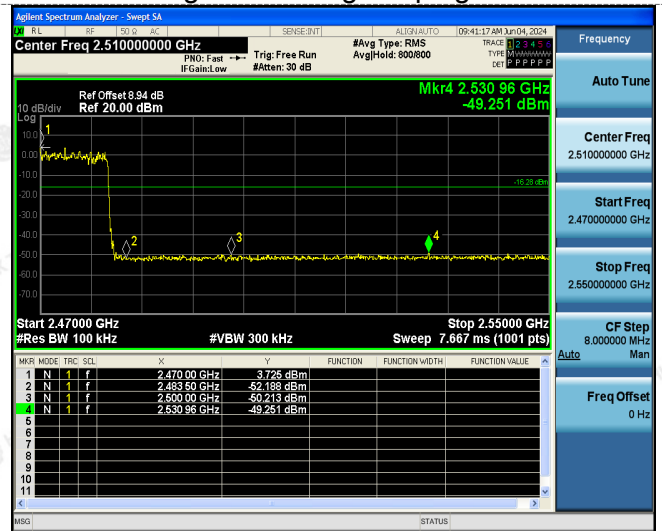 Agilent Spectrum Analyzer - Swept SA
LXI RL RF 50 Ω AC SENSE:INT ALIGN AUTO 09:41:17 AM Jun 04, 2024
Center Freq 2.510000000 GHz
PNO: Fast
IFGain:Low
Trig: Free Run
#Atten: 30 dB
#Avg Type: RMS
Avg|Hold: 800/800
TRACE 1 2 3 4 5 6
TYPE M
DET P P P P P P
Frequency
Auto Tune
Center Freq
2.510000000 GHz
Start Freq
2.470000000 GHz
Stop Freq
2.550000000 GHz
CF Step
8.000000 MHz
Auto Man
Freq Offset
0 Hz
Mkr4 2.530 96 GHz
-49.251 dBm
Ref Offset 8.94 dB
10 dB/div Ref 20.00 dBm
Log
10.0
0.00
-10.0
-20.0
-30.0
-40.0
-50.0
-60.0
-70.0
1
2
3
4
-16.28 dBm
Start 2.47000 GHz Stop 2.55000 GHz
#Res BW 100 kHz #VBW 300 kHz Sweep 7.667 ms (1001 pts)
MKR MODE TRC SCL X Y FUNCTION FUNCTION WIDTH FUNCTION VALUE
1 N 1 f 2.470 00 GHz 3.725 dBm
2 N 1 f 2.483 50 GHz -52.188 dBm
3 N 1 f 2.500 00 GHz -50.213 dBm
4 N 1 f 2.530 96 GHz -49.251 dBm
5
6
7
8
9
10
11
MSG STATUS